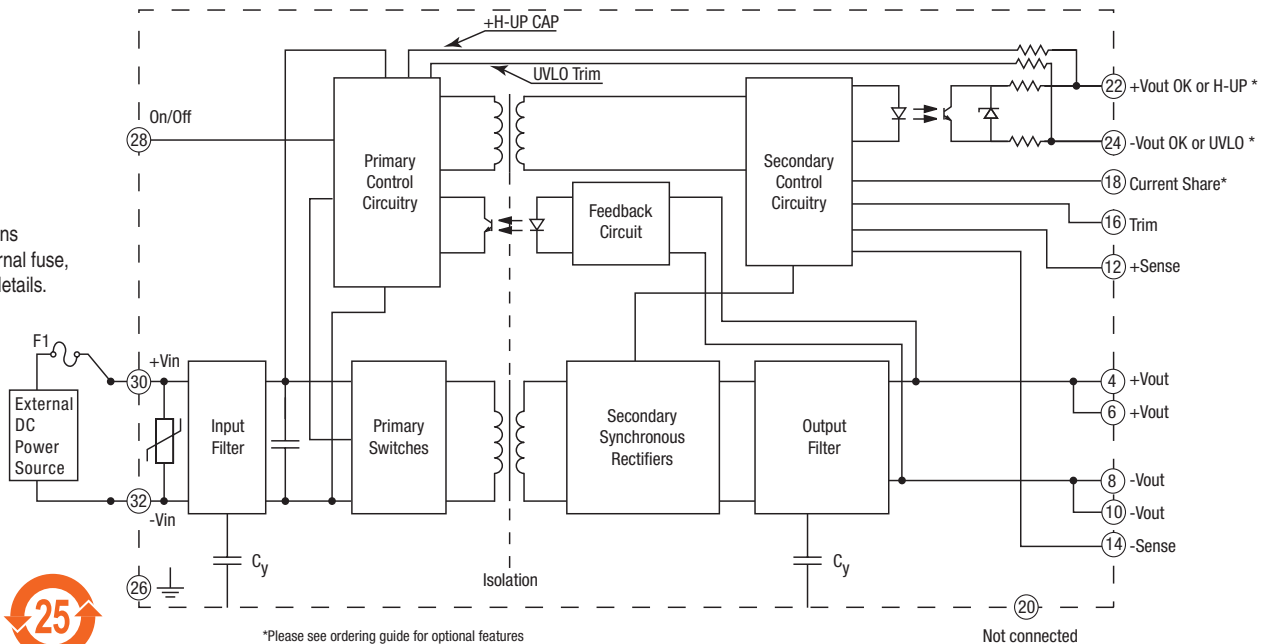 +H-UP CAP
UVLO Trim
22 +Vout OK or H-UP *
On/Off
28
24 -Vout OK or UVLO *
Primary
Control
Circuitry
Secondary
Control
Circuitry
18 Current Share*
Feedback
Circuit
16 Trim
12 +Sense
ns
rnal fuse,
details.
F1
+Vin
30
External
DC
Power
Source
Input
Filter
Primary
Switches
Secondary
Synchronous
Rectifiers
Output
Filter
4 +Vout
6 +Vout
8 -Vout
10 -Vout
32
-Vin
14 -Sense
Cy
Cy
26
Isolation
25
20
*Please see ordering guide for optional features
Not connected